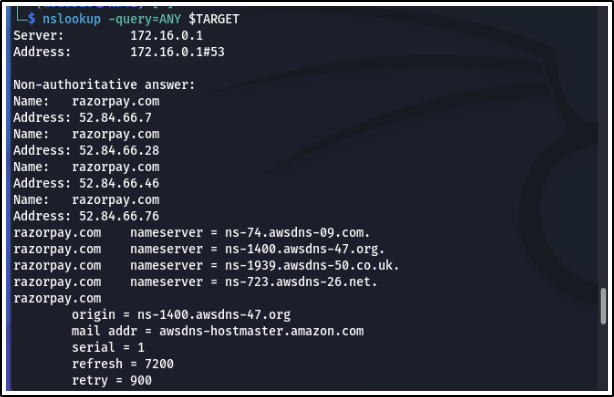 └─$ nslookup -query=ANY $TARGET
Server:         172.16.0.1
Address:        172.16.0.1#53

Non-authoritative answer:
Name:   razorpay.com
Address: 52.84.66.7
Name:   razorpay.com
Address: 52.84.66.28
Name:   razorpay.com
Address: 52.84.66.46
Name:   razorpay.com
Address: 52.84.66.76
razorpay.com    nameserver = ns-74.awsdns-09.com.
razorpay.com    nameserver = ns-1400.awsdns-47.org.
razorpay.com    nameserver = ns-1939.awsdns-50.co.uk.
razorpay.com    nameserver = ns-723.awsdns-26.net.
razorpay.com
        origin = ns-1400.awsdns-47.org
        mail addr = awsdns-hostmaster.amazon.com
        serial = 1
        refresh = 7200
        retry = 900